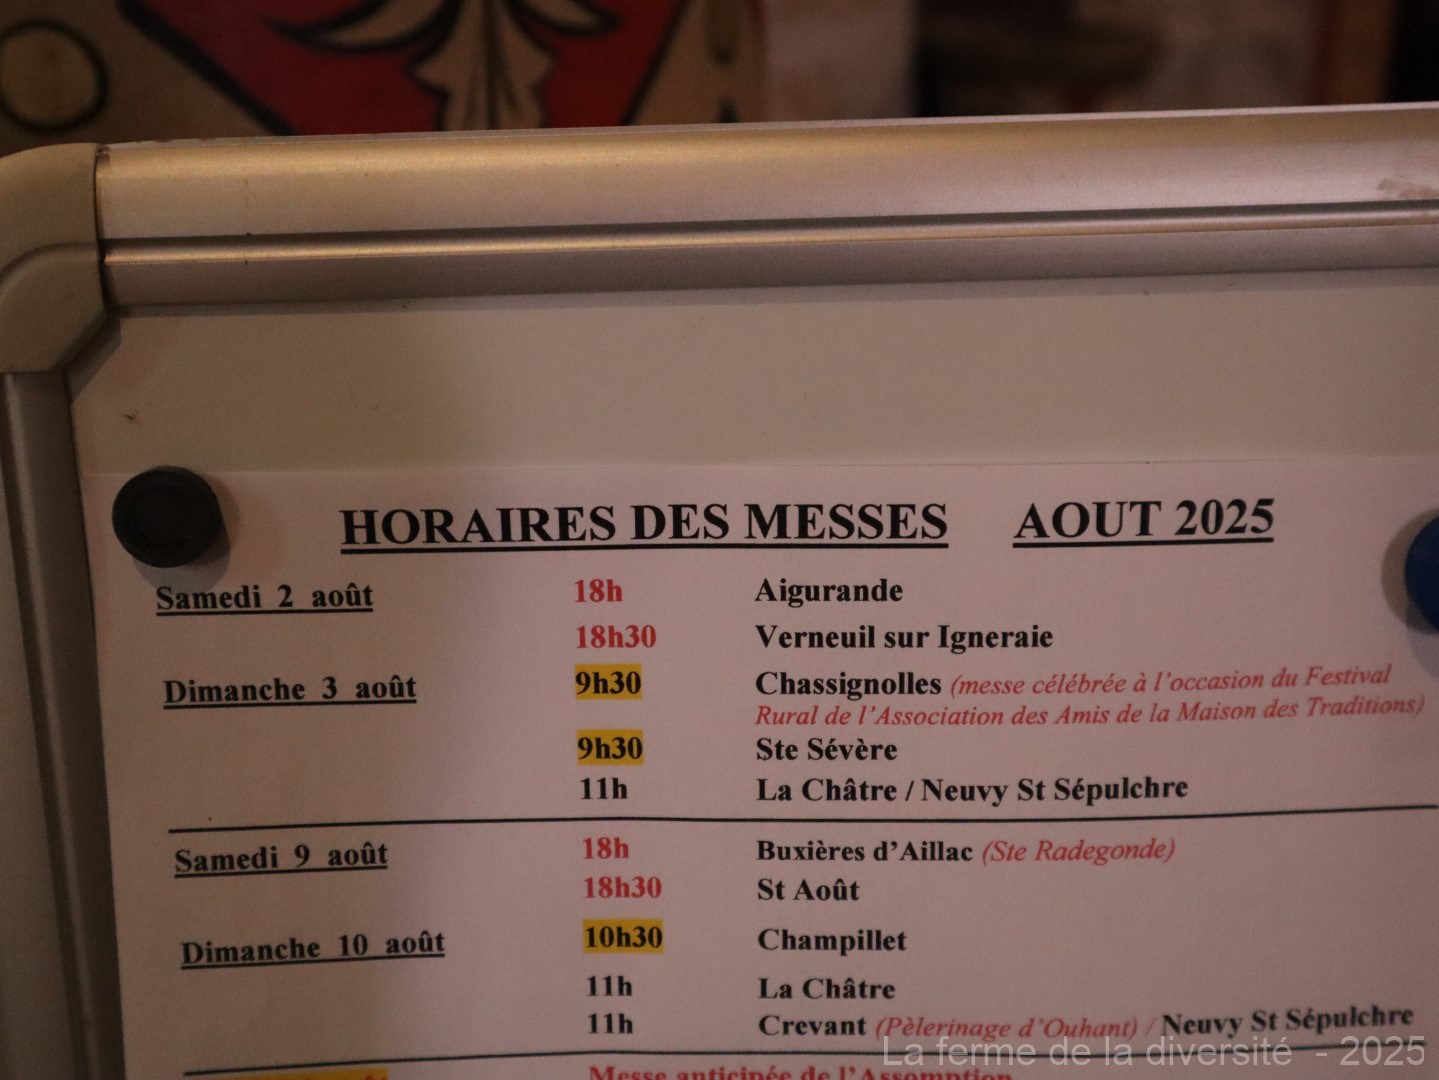 HORAIRES DES MESSES AOUT 2025
Samedi 2 août 18h Aigurande
18h30 Verneuil sur Igneraie
Dimanche 3 août 9h30 Chassignolles (messe célébrée à l'occasion du Festival
Rural de l'Association des Amis de la Maison des Traditions)
9h30 Ste Sévère
11h La Châtre / Neuvy St Sépulchre
Samedi 9 août 18h Buxières d'Aillac (Ste Radegonde)
18h30 St Août
Dimanche 10 août 10h30 Champillet
11h La Châtre
11h Crevant (Pèlerinage d'Ouhant) / Neuvy St Sépulchre
Messe anticipée de l'Assomption
La ferme de la diversité - 2025